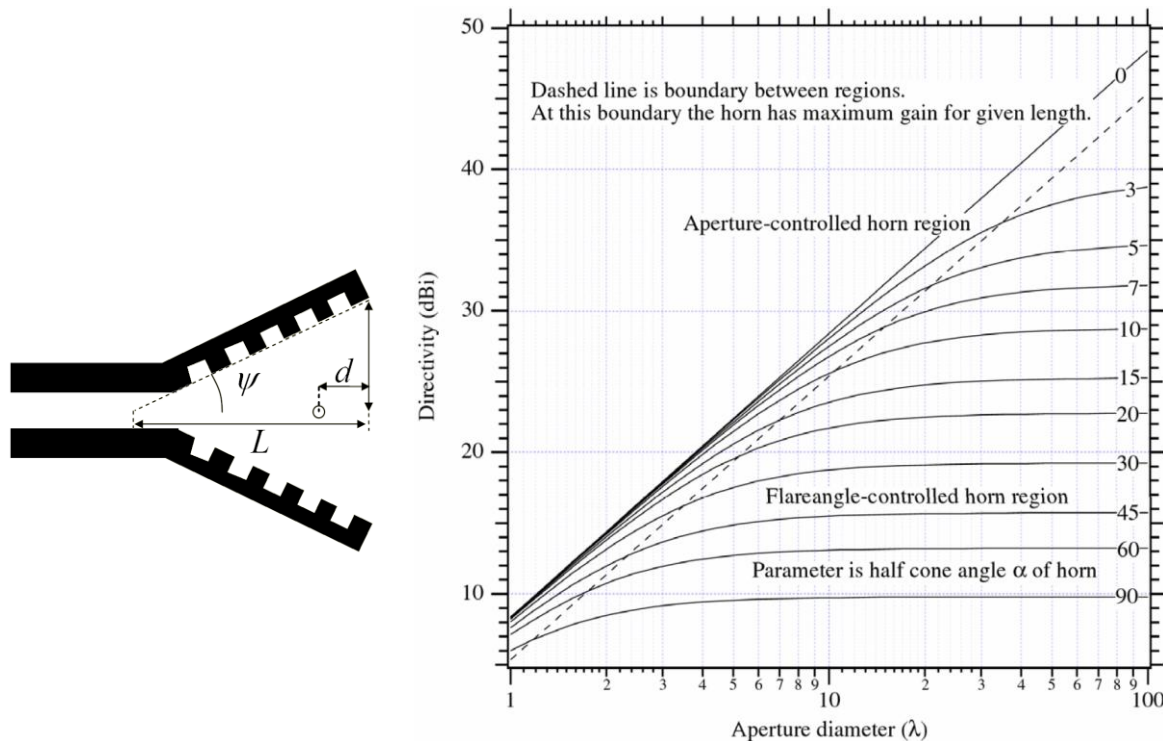 ψ
d
L
50
40
30
20
10
Directivity (dBi)
Dashed line is boundary between regions.
At this boundary the horn has maximum gain for given length.
Aperture-controlled horn region
Flareangle-controlled horn region
Parameter is half cone angle α of horn
0
3
5
7
10
15
20
30
45
60
90
1 2 3 4 5 6 7 8 9 10 2 3 4 5 6 7 8 9 100
Aperture diameter (λ)